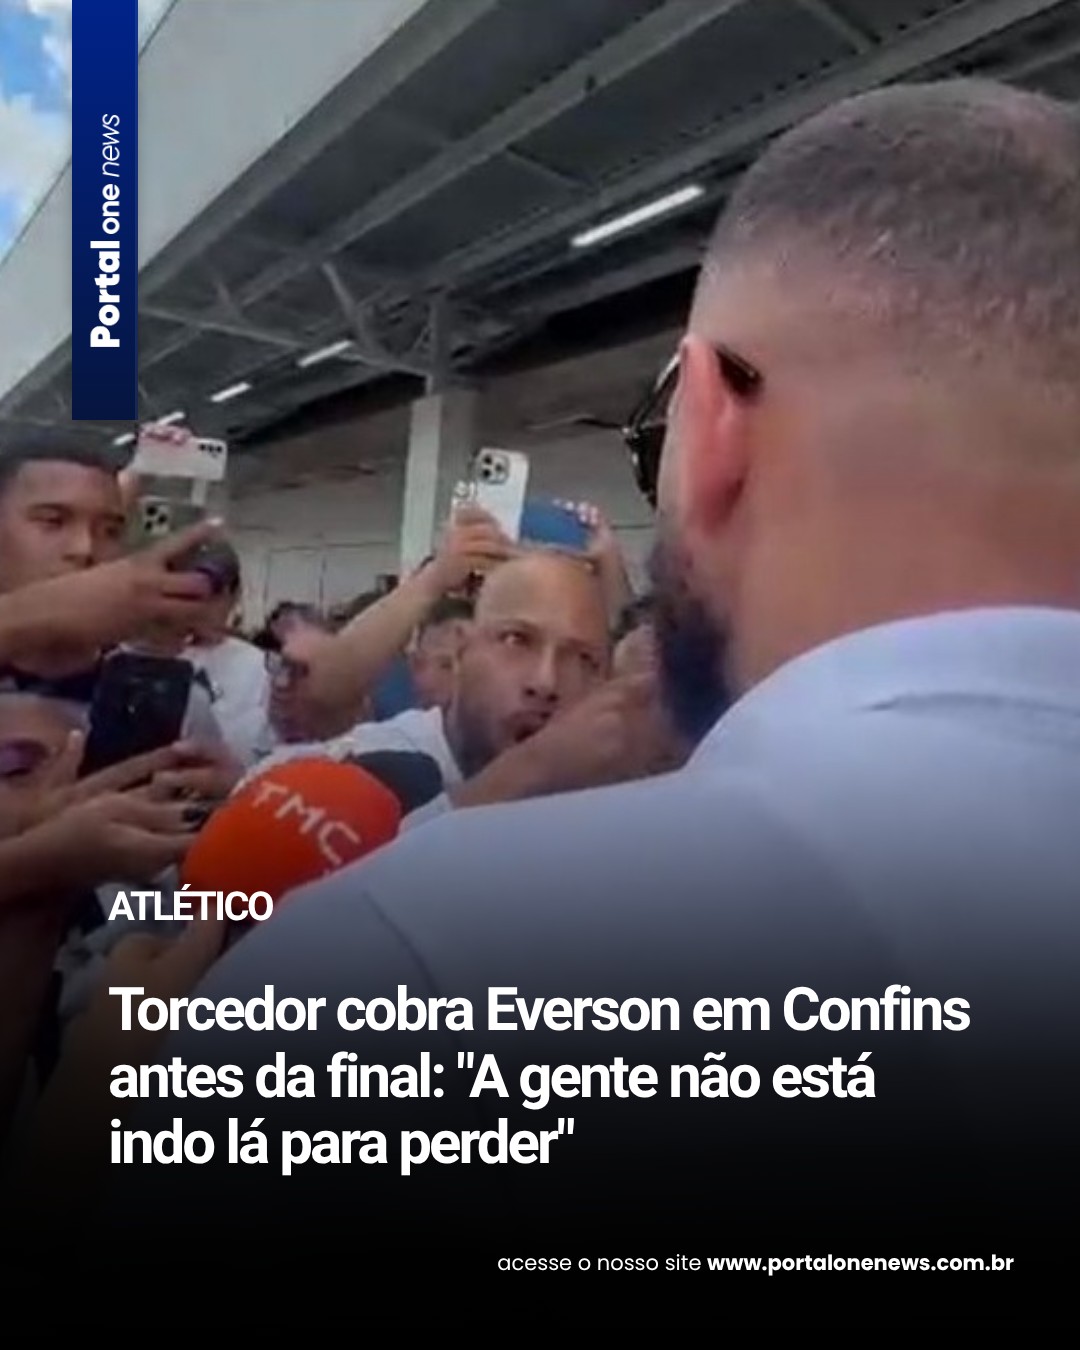 Portal one news
TMC
ATLÉTICO
Torcedor cobra Everson em Confins
antes da final: "A gente não está
indo lá para perder"
acesse o nosso site www.portalonenews.com.br